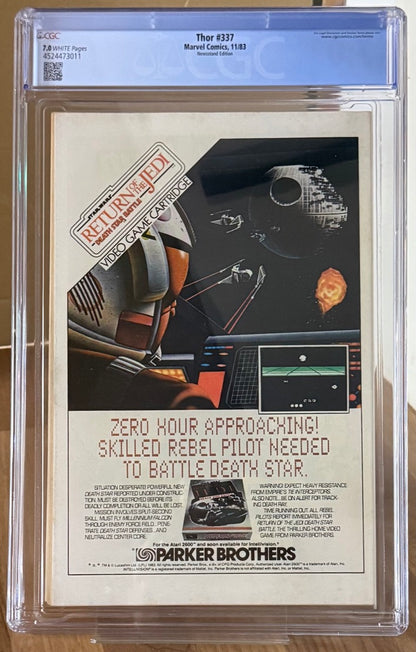 CGC
7.0 WHITE Pages
4524473011
Thor #337
Marvel Comics, 11/83
Newsstand Edition
www.cgccomics.com/terms
STAR WARS
RETURN OF THE JEDI
DEATH STAR BATTLE
VIDEO GAME CARTRIDGE
ZERO HOUR APPROACHING!
SKILLED REBEL PILOT NEEDED
TO BATTLE DEATH STAR.
SITUATION DESPERATE! POWERFUL NEW
DEATH STAR REPORTED UNDER CONSTRUC-
TION. MUST BE DESTROYED BEFORE ITS
DEADLY COMPLETION OR ALL WILL BE LOST.
MISSION INVOLVES SPLIT-SECOND
SKILL. MUST FLY MILLENNIUM FALCON
THROUGH ENEMY FORCE FIELD, PENE-
TRATE DEATH STAR DEFENSES, AND
NEUTRALIZE CENTER CORE.
WARNING! EXPECT HEAVY RESISTANCE
FROM EMPIRE'S TIE INTERCEPTORS.
ALSO NOTE...BE ON ALERT FOR TRACK-
ING DEATH RAY.
TIME RUNNING OUT. ALL REBEL
PILOTS REPORT IMMEDIATELY FOR
RETURN OF THE JEDI DEATH STAR
BATTLE, THE THRILLING HOME VIDEO
GAME FROM PARKER BROTHERS.
For the Atari 2600™ and soon available for Intellivision.®
PARKER BROTHERS